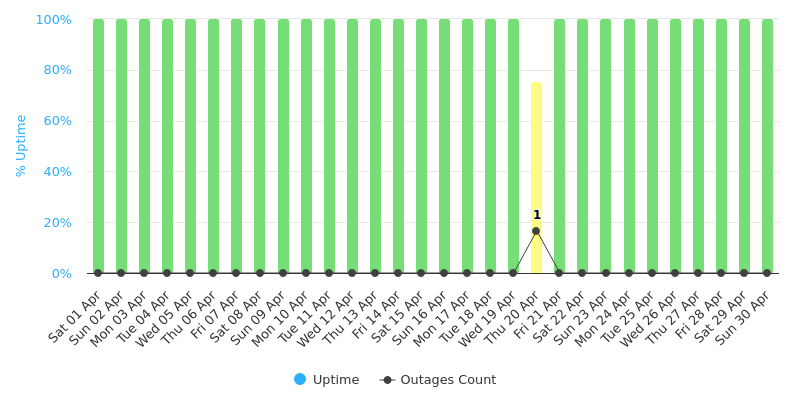 100%
80%
60%
40%
20%
0%
% Uptime
1
Sat 01 Apr
Sun 02 Apr
Mon 03 Apr
Tue 04 Apr
Wed 05 Apr
Thu 06 Apr
Fri 07 Apr
Sat 08 Apr
Sun 09 Apr
Mon 10 Apr
Tue 11 Apr
Wed 12 Apr
Thu 13 Apr
Fri 14 Apr
Sat 15 Apr
Sun 16 Apr
Mon 17 Apr
Tue 18 Apr
Wed 19 Apr
Thu 20 Apr
Fri 21 Apr
Sat 22 Apr
Sun 23 Apr
Mon 24 Apr
Tue 25 Apr
Wed 26 Apr
Thu 27 Apr
Fri 28 Apr
Sat 29 Apr
Sun 30 Apr
Uptime
Outages Count